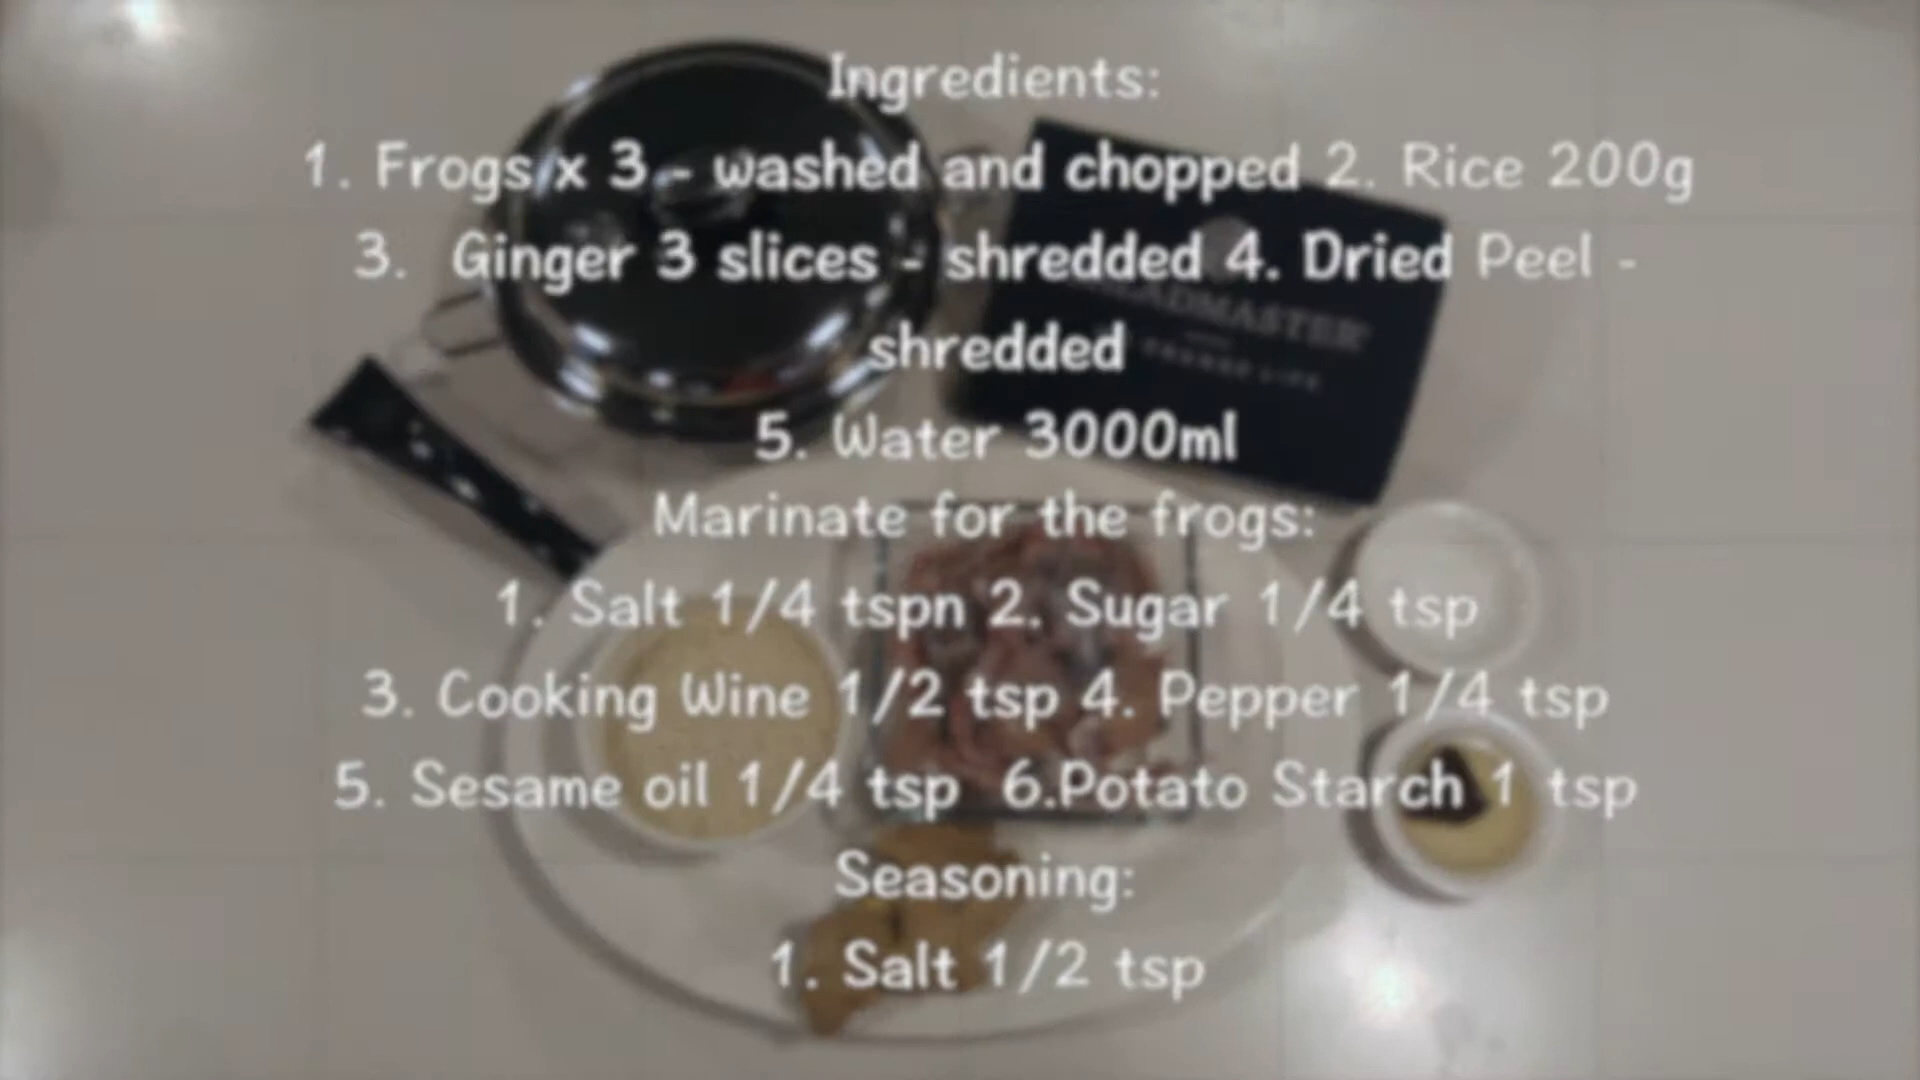 Ingredients:
1. Frogs x 3 - washed and chopped 2. Rice 200g
3. Ginger 3 slices - shredded 4. Dried Peel -
shredded
5. Water 3000ml
Marinate for the frogs:
1. Salt 1/4 tspn 2. Sugar 1/4 tsp
3. Cooking Wine 1/2 tsp 4. Pepper 1/4 tsp
5. Sesame oil 1/4 tsp 6.Potato Starch 1 tsp
Seasoning:
1. Salt 1/2 tsp